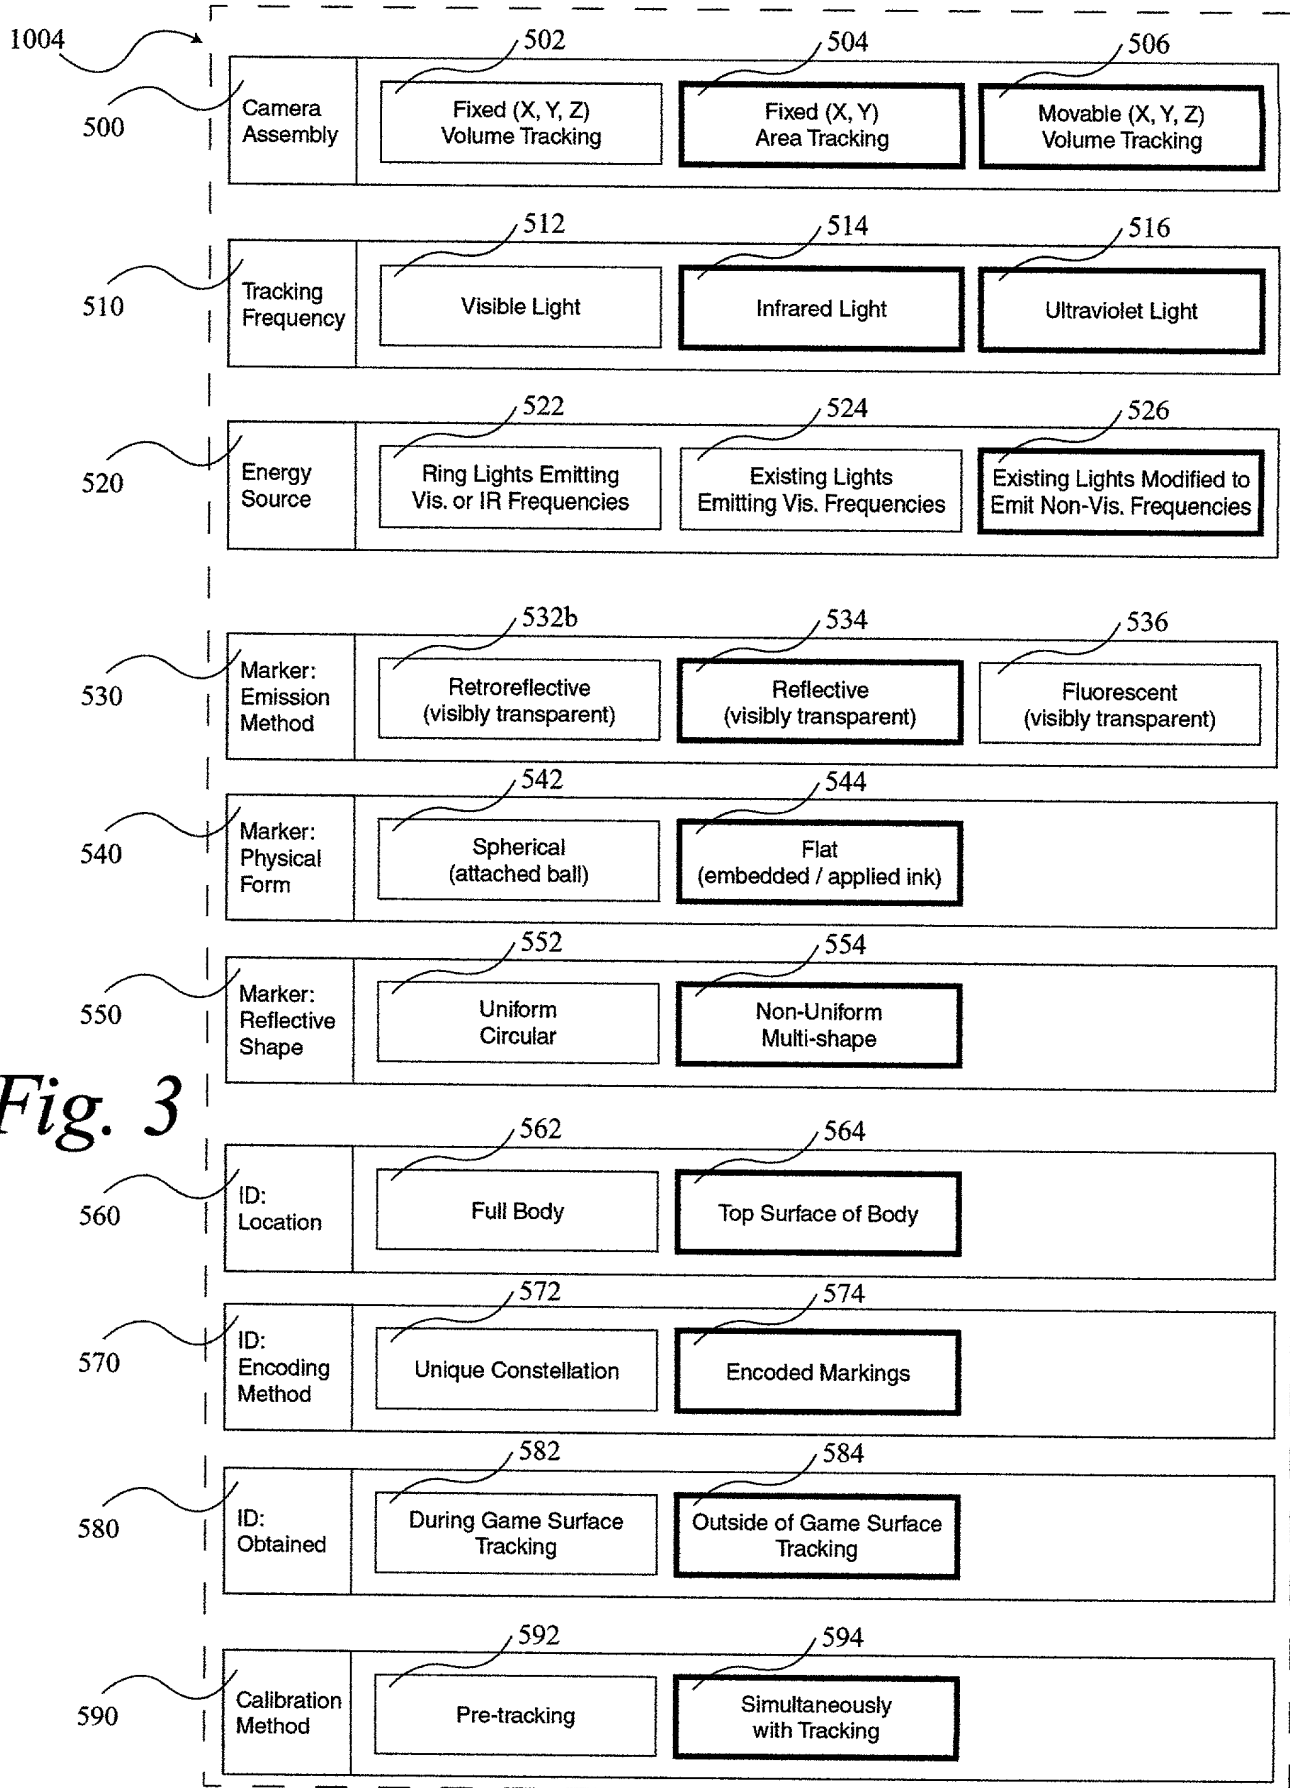 1004
502
504
506
500
Camera
Assembly
Fixed (X, Y, Z)
Volume Tracking
Fixed (X, Y)
Area Tracking
Movable (X, Y, Z)
Volume Tracking
512
514
516
510
Tracking
Frequency
Visible Light
Infrared Light
Ultraviolet Light
522
524
526
520
Energy
Source
Ring Lights Emitting
Vis. or IR Frequencies
Existing Lights
Emitting Vis. Frequencies
Existing Lights Modified to
Emit Non-Vis. Frequencies
532b
534
536
530
Marker:
Emission
Method
Retroreflective
(visibly transparent)
Reflective
(visibly transparent)
Fluorescent
(visibly transparent)
542
544
540
Marker:
Physical
Form
Spherical
(attached ball)
Flat
(embedded / applied ink)
552
554
550
Marker:
Reflective
Shape
Uniform
Circular
Non-Uniform
Multi-shape
Fig. 3
562
564
560
ID:
Location
Full Body
Top Surface of Body
572
574
570
ID:
Encoding
Method
Unique Constellation
Encoded Markings
582
584
580
ID:
Obtained
During Game Surface
Tracking
Outside of Game Surface
Tracking
592
594
590
Calibration
Method
Pre-tracking
Simultaneously
with Tracking